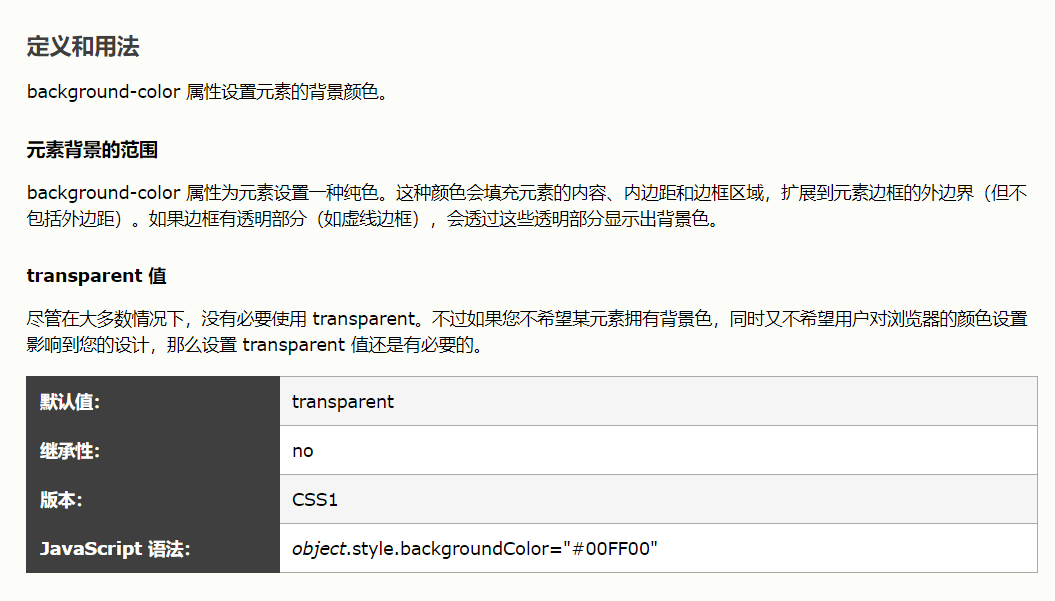 定义和用法
background-color 属性设置元素的背景颜色。
元素背景的范围
background-color 属性为元素设置一种纯色。这种颜色会填充元素的内容、内边距和边框区域，扩展到元素边框的外边界（但不
包括外边距）。如果边框有透明部分（如虚线边框），会透过这些透明部分显示出背景色。
transparent 值
尽管在大多数情况下，没有必要使用 transparent。不过如果您不希望某元素拥有背景色，同时又不希望用户对浏览器的颜色设置
影响到您的设计，那么设置 transparent 值还是有必要的。
默认值： transparent
继承性： no
版本： CSS1
JavaScript 语法： object.style.backgroundColor="#00FF00"